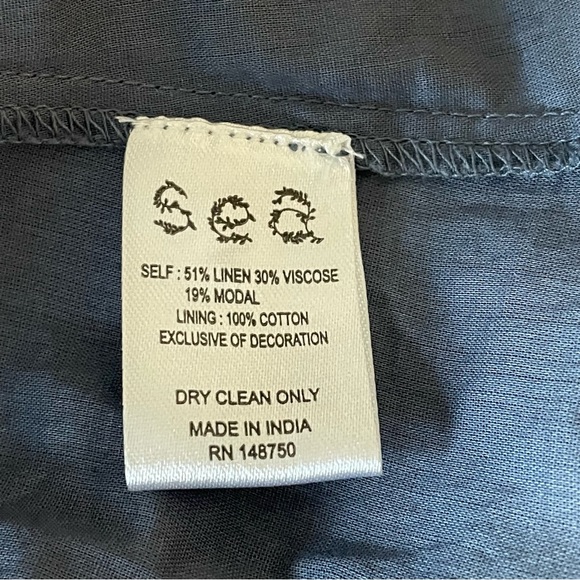 Sea
SELF : 51% LINEN 30% VISCOSE
19% MODAL
LINING : 100% COTTON
EXCLUSIVE OF DECORATION
DRY CLEAN ONLY
MADE IN INDIA
RN 148750